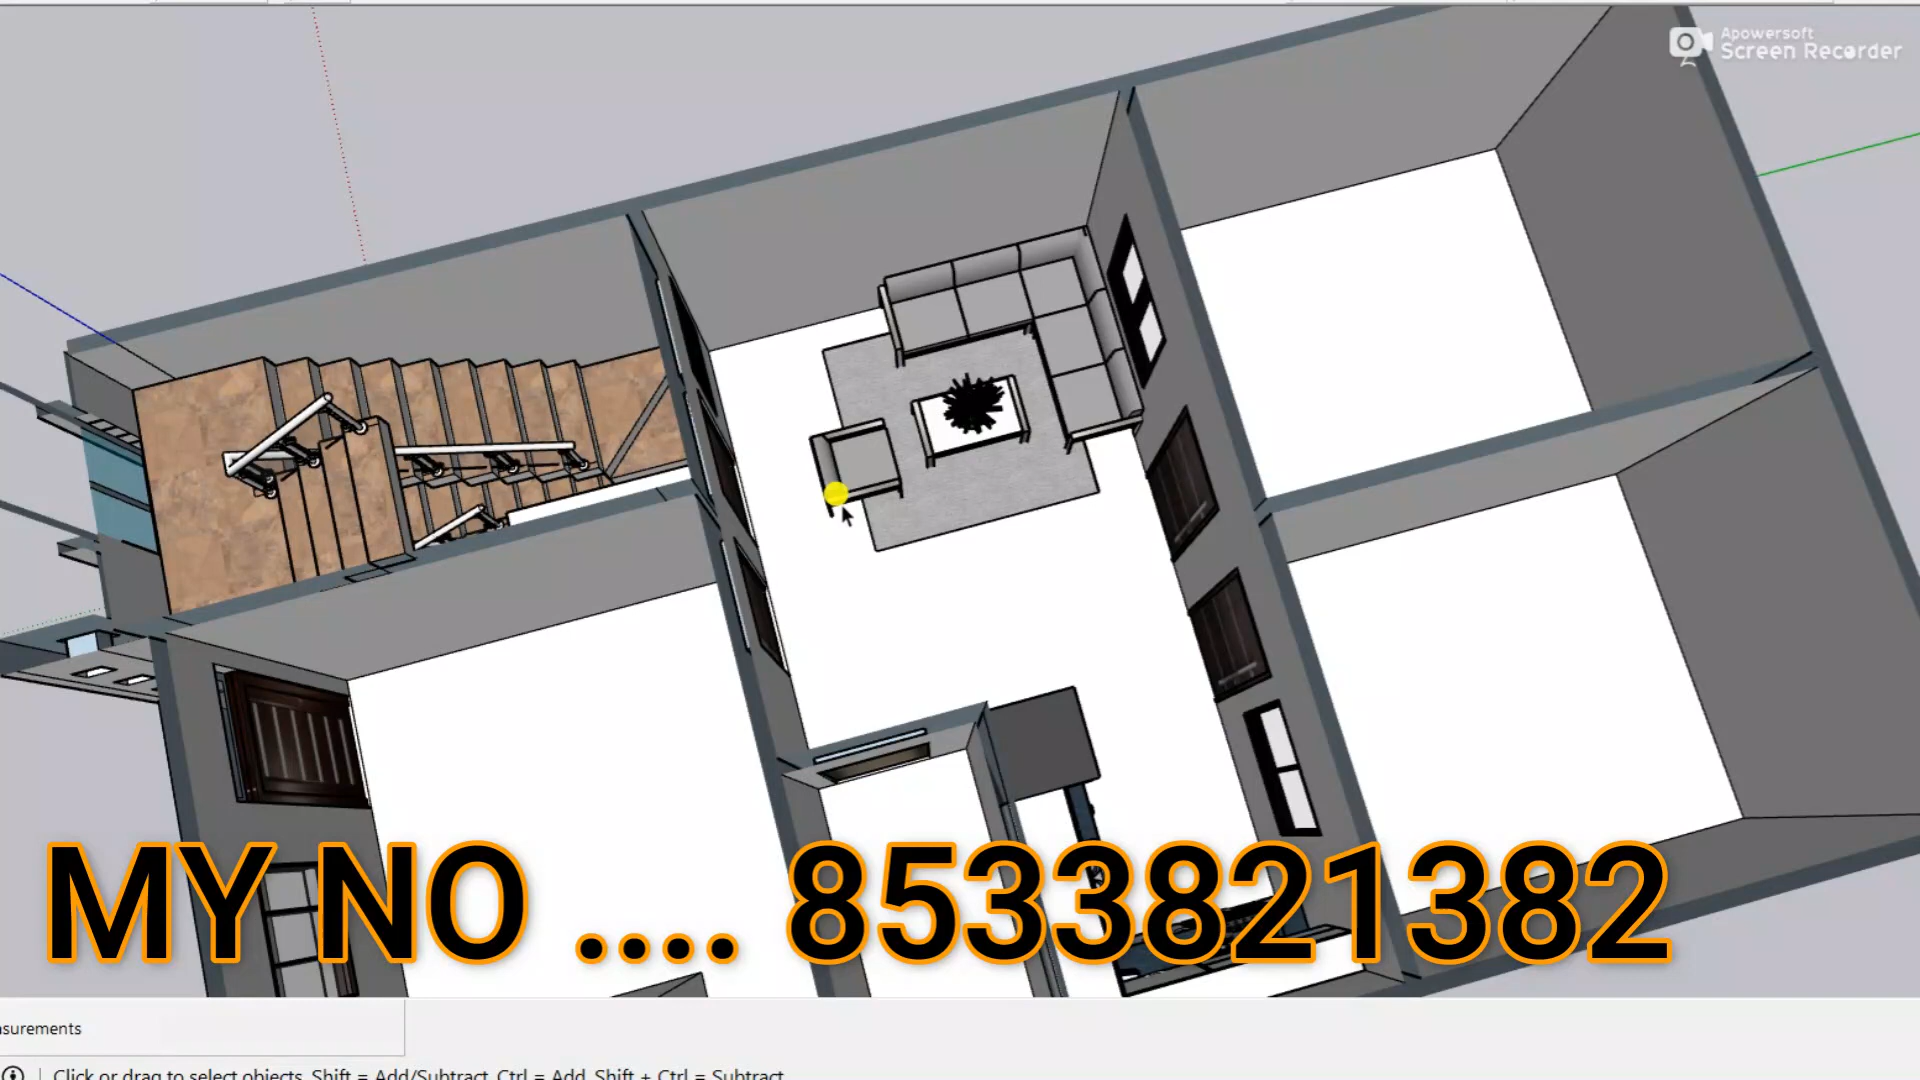 Apowersoft
Screen Recorder
MY NO .... 8533821382
asurements
Click or drag to select objects. Shift = Add/Subtract. Ctrl = Add. Shift + Ctrl = Subtract.